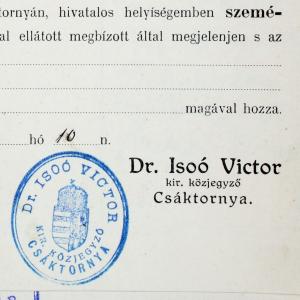 tornyán, hivatalos helyiségemben szemé-
al ellátott megbízott által megjelenjen s az
magával hozza.
hó 10 n.
Dr. Isoó Victor
kir. közjegyző
Csáktornya.
Dr. ISOÓ VICTOR
KIR. KÖZJEGYZŐ
CSÁKTORNYA